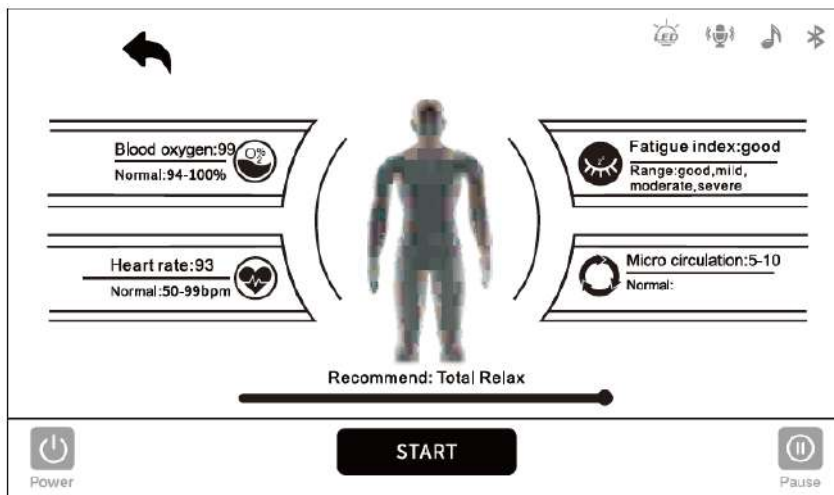 LED
Blood oxygen:99
O₂%
Normal:94-100%
Fatigue index:good
Range:good,mild,
moderate,severe
Heart rate:93
Normal:50-99bpm
Micro circulation:5-10
Normal:
Recommend: Total Relax
START
Power
Pause